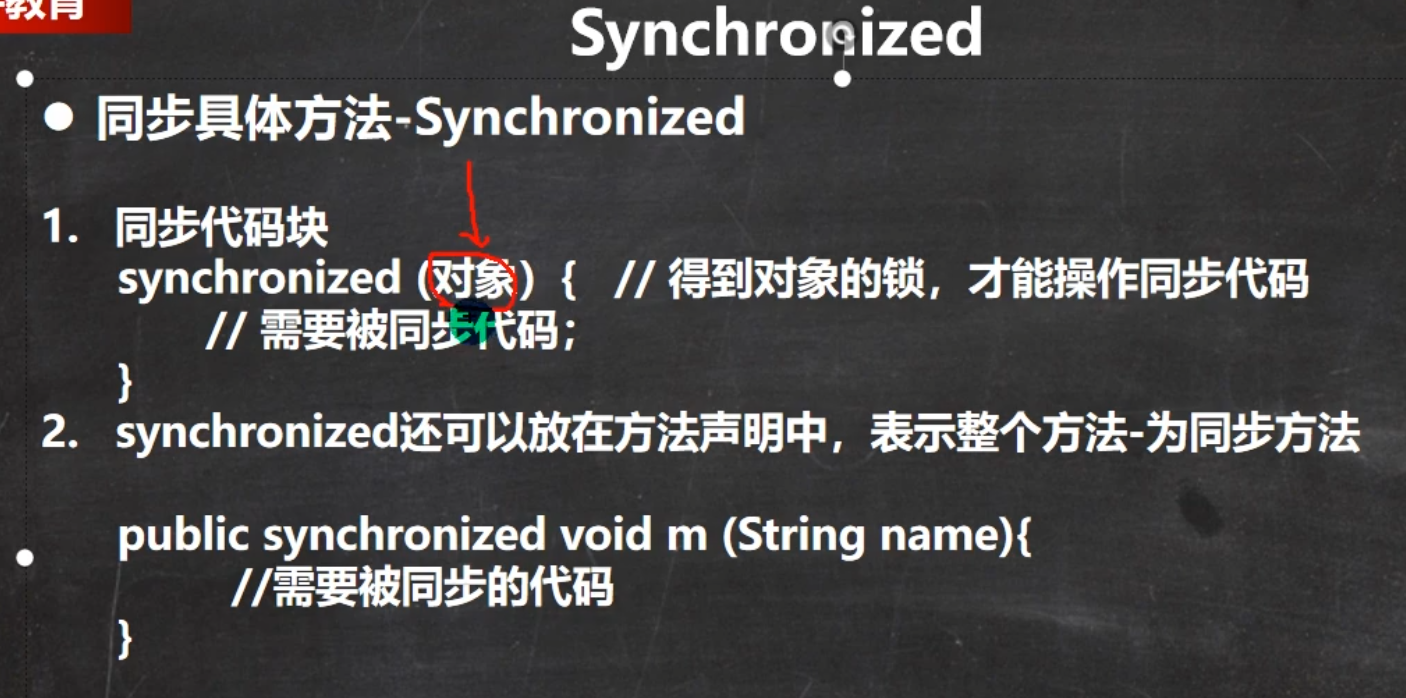 教育
Synchronized
● 同步具体方法-Synchronized
1. 同步代码块
synchronized (对象) { // 得到对象的锁，才能操作同步代码
// 需要被同步代码;
}
2. synchronized还可以放在方法声明中，表示整个方法-为同步方法
public synchronized void m (String name){
//需要被同步的代码
}